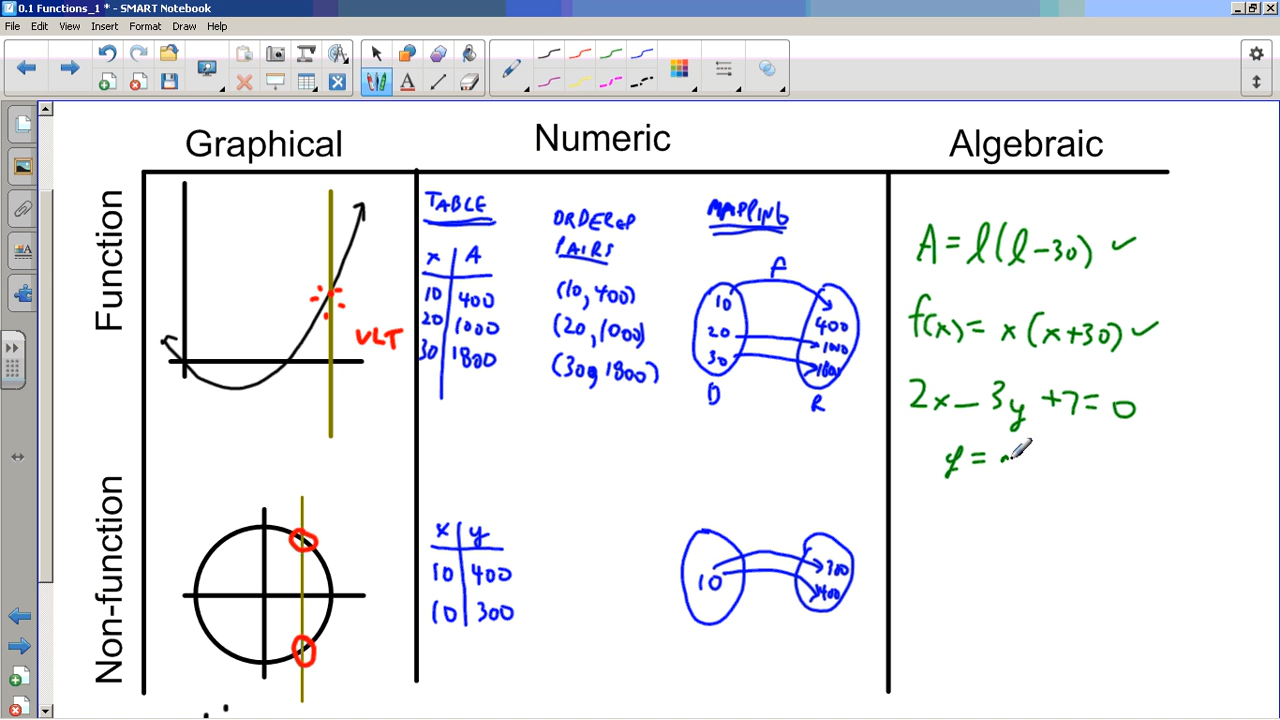 0.1 Functions_1 * - SMART Notebook
File Edit View Insert Format Draw Help
Graphical Numeric Algebraic
Function
VLT
TABLE
x | A
10 | 400
20 | 1000
30 | 1800
ORDERED
PAIRS
(10, 400)
(20, 1000)
(30, 1800)
MAPPING
f
10
20
30
D
400
1000
1800
R
A = l(l-30) ✓
f(x) = x(x+30) ✓
2x - 3y + 7 = 0
y =
Non-function
x | y
10 | 400
10 | 300
10
300
400